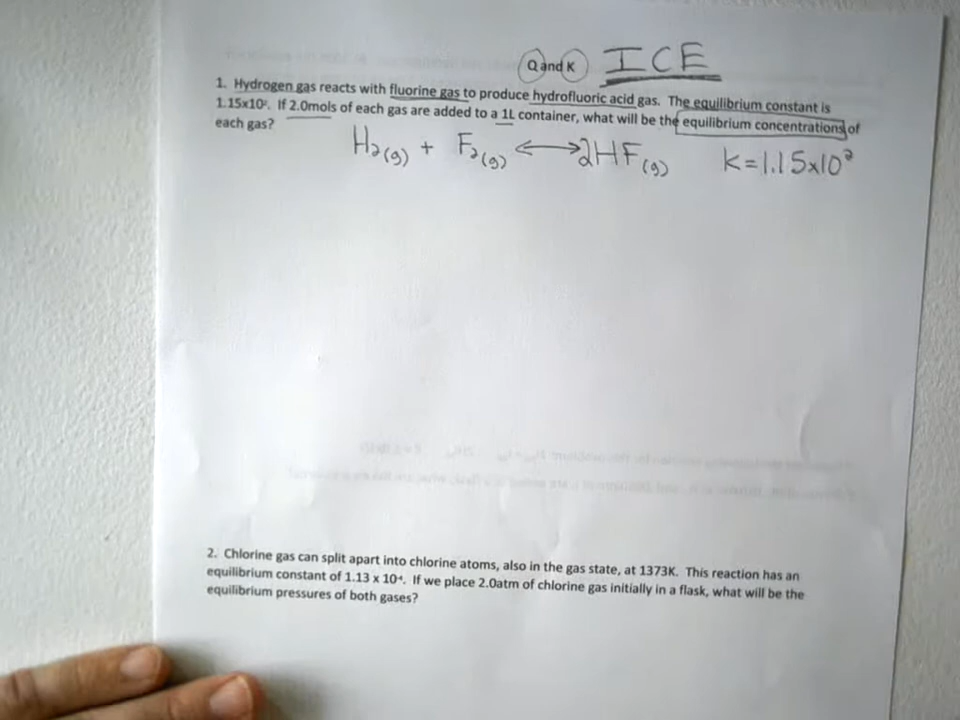 Q and K ICE
1. Hydrogen gas reacts with fluorine gas to produce hydrofluoric acid gas. The equilibrium constant is
1.15x10². If 2.0mols of each gas are added to a 1L container, what will be the equilibrium concentrations of
each gas?
H₂(g) + F₂(g) ⟷ 2HF(g) K=1.15x10²
2. Chlorine gas can split apart into chlorine atoms, also in the gas state, at 1373K. This reaction has an
equilibrium constant of 1.13 x 10⁻⁴. If we place 2.0atm of chlorine gas initially in a flask, what will be the
equilibrium pressures of both gases?